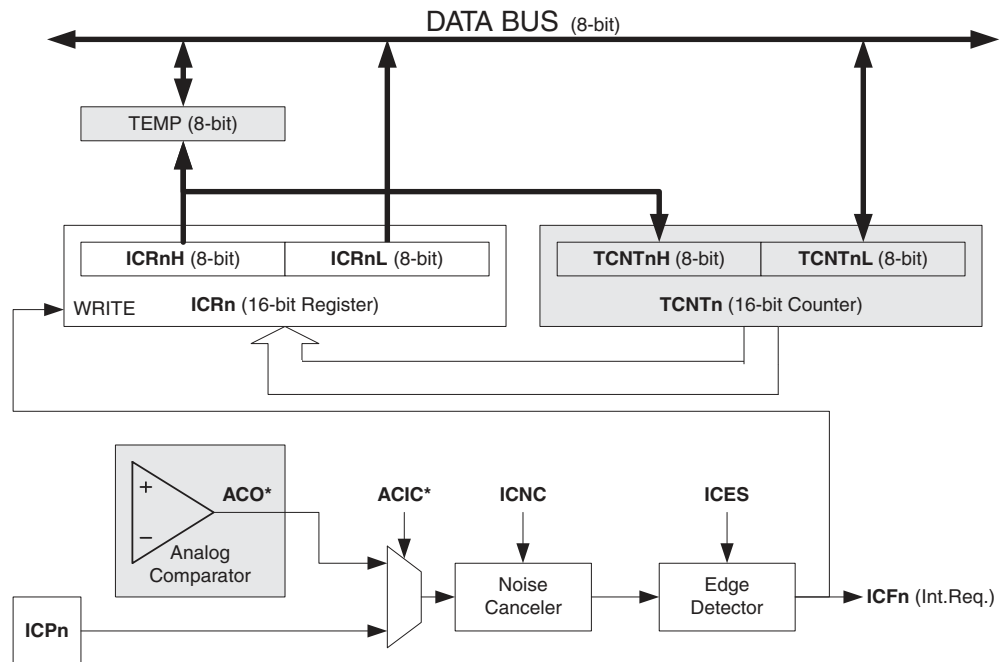 DATA BUS (8-bit)
TEMP (8-bit)
ICRnH (8-bit) ICRnL (8-bit) TCNTnH (8-bit) TCNTnL (8-bit)
WRITE ICRn (16-bit Register) TCNTn (16-bit Counter)
+
ACO* ACIC* ICNC ICES
−
Analog
Comparator
Noise
Canceler
Edge
Detector
ICFn (Int.Req.)
ICPn